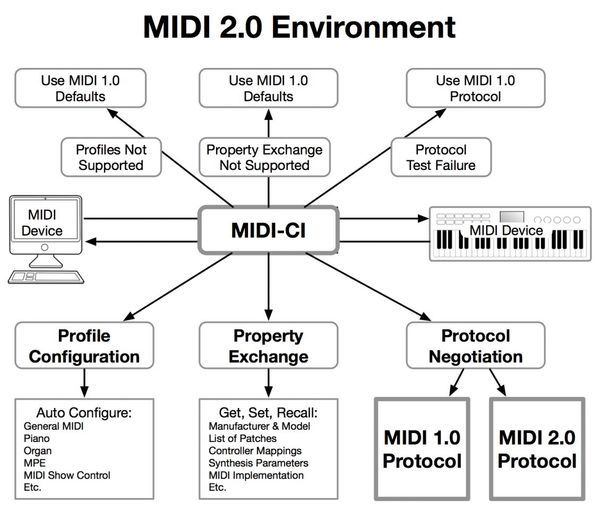 MIDI 2.0 Environment
Use MIDI 1.0
Defaults
Use MIDI 1.0
Defaults
Use MIDI 1.0
Protocol
Profiles Not
Supported
Property Exchange
Not Supported
Protocol
Test Failure
MIDI
Device
MIDI-CI
MIDI Device
Profile
Configuration
Property
Exchange
Protocol
Negotiation
Auto Configure:
General MIDI
Piano
Organ
MPE
MIDI Show Control
Etc.
Get, Set, Recall:
Manufacturer & Model
List of Patches
Controller Mappings
Synthesis Parameters
MIDI Implementation
Etc.
MIDI 1.0
Protocol
MIDI 2.0
Protocol